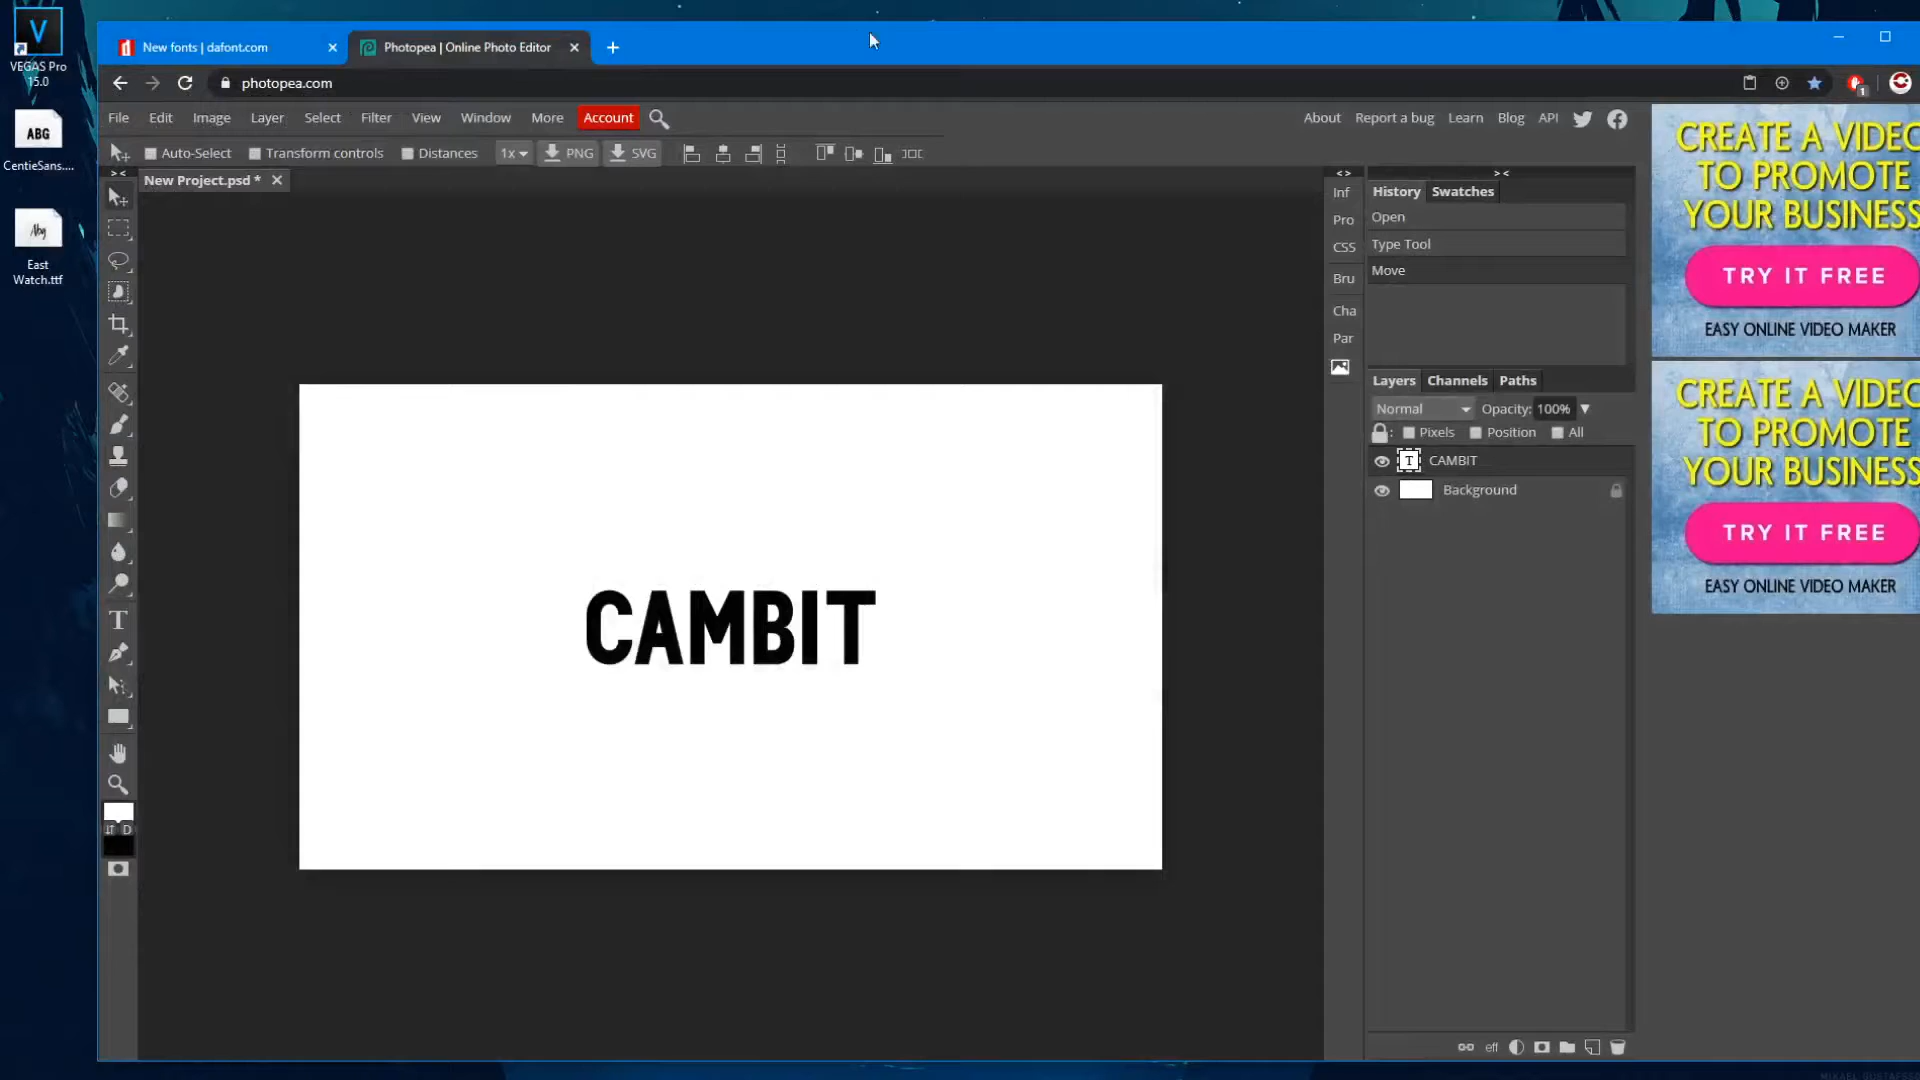 VEGAS Pro
15.0
ABG
CentieSans....
Abg
East
Watch.ttf
New fonts | dafont.com
Photopea | Online Photo Editor
photopea.com
1
File Edit Image Layer Select Filter View Window More Account
About Report a bug Learn Blog API
Auto-Select Transform controls Distances 1x PNG SVG
New Project.psd *
CAMBIT
D
Inf
Pro
CSS
Bru
Cha
Par
History Swatches
Open
Type Tool
Move
Layers Channels Paths
Normal Opacity: 100%
Pixels Position All
T CAMBIT
Background
eff
CREATE A VIDEO
TO PROMOTE
YOUR BUSINESS
TRY IT FREE
EASY ONLINE VIDEO MAKER
CREATE A VIDEO
TO PROMOTE
YOUR BUSINESS
TRY IT FREE
EASY ONLINE VIDEO MAKER